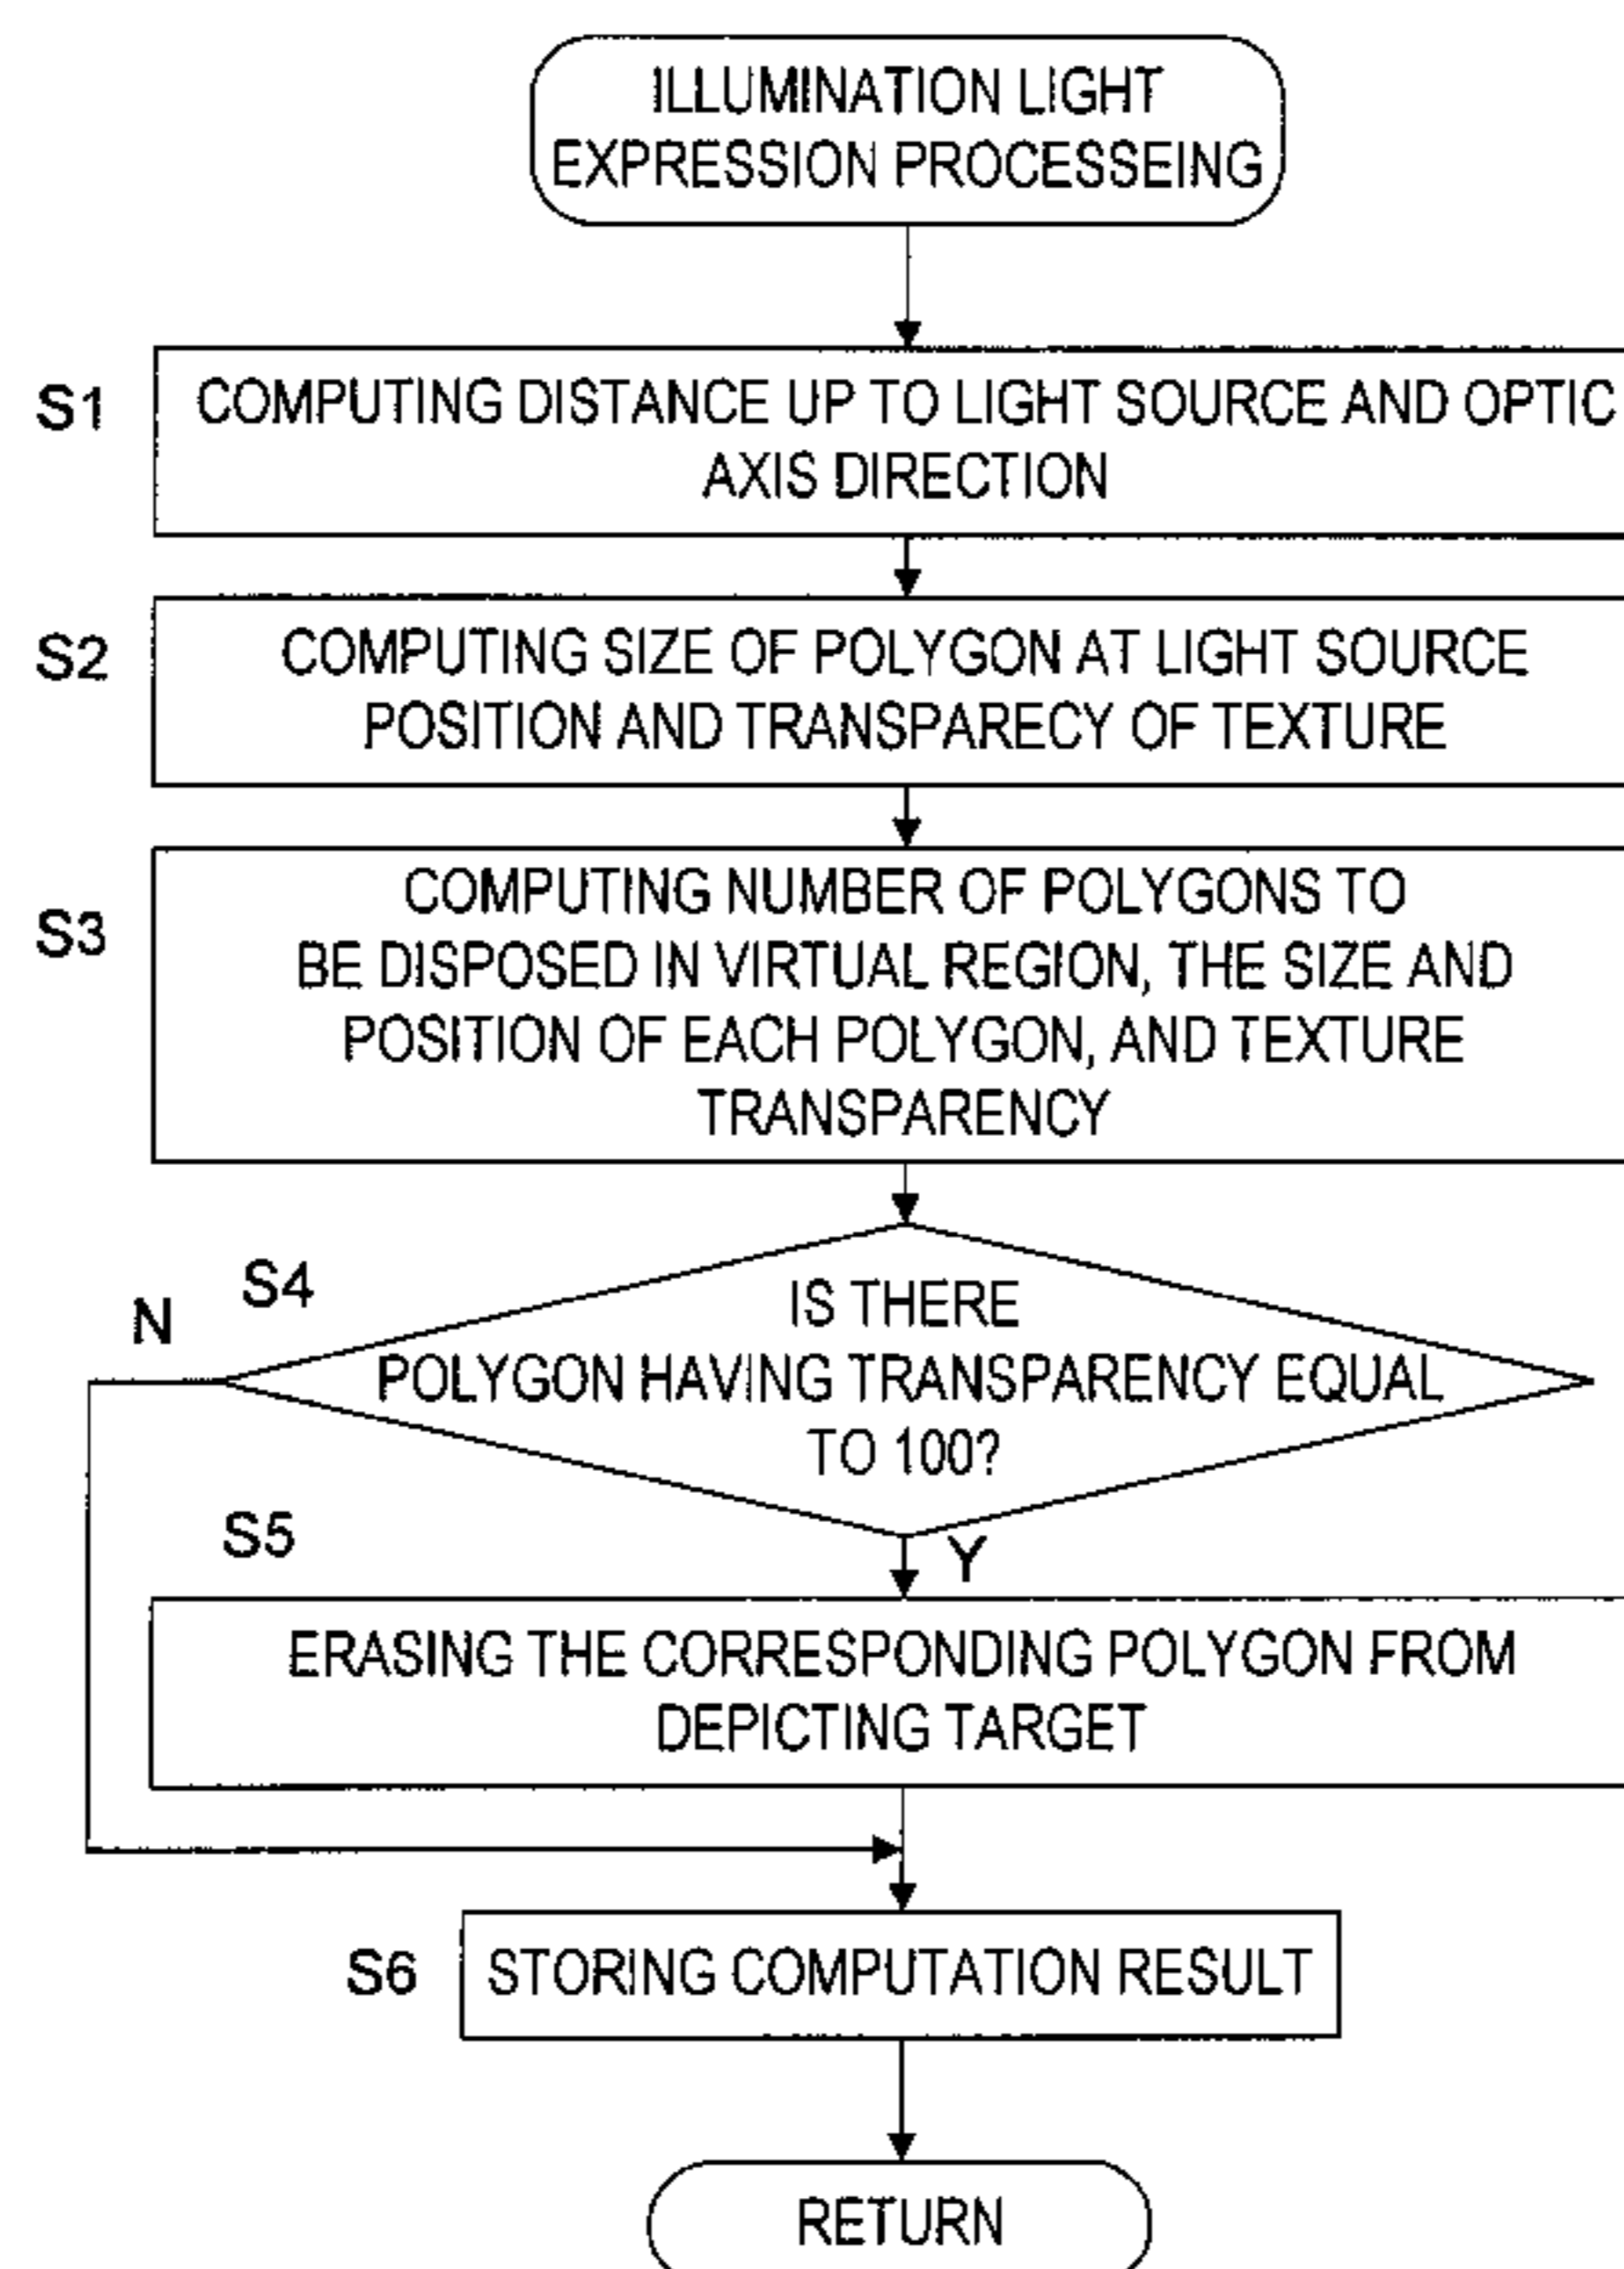 ILLUMINATION LIGHT
EXPRESSION PROCESSEING
S1
COMPUTING DISTANCE UP TO LIGHT SOURCE AND OPTIC
AXIS DIRECTION
S2
COMPUTING SIZE OF POLYGON AT LIGHT SOURCE
POSITION AND TRANSPARECY OF TEXTURE
S3
COMPUTING NUMBER OF POLYGONS TO
BE DISPOSED IN VIRTUAL REGION, THE SIZE AND
POSITION OF EACH POLYGON, AND TEXTURE
TRANSPARENCY
S4
N
IS THERE
POLYGON HAVING TRANSPARENCY EQUAL
TO 100?
S5
Y
ERASING THE CORRESPONDING POLYGON FROM
DEPICTING TARGET
S6
STORING COMPUTATION RESULT
RETURN